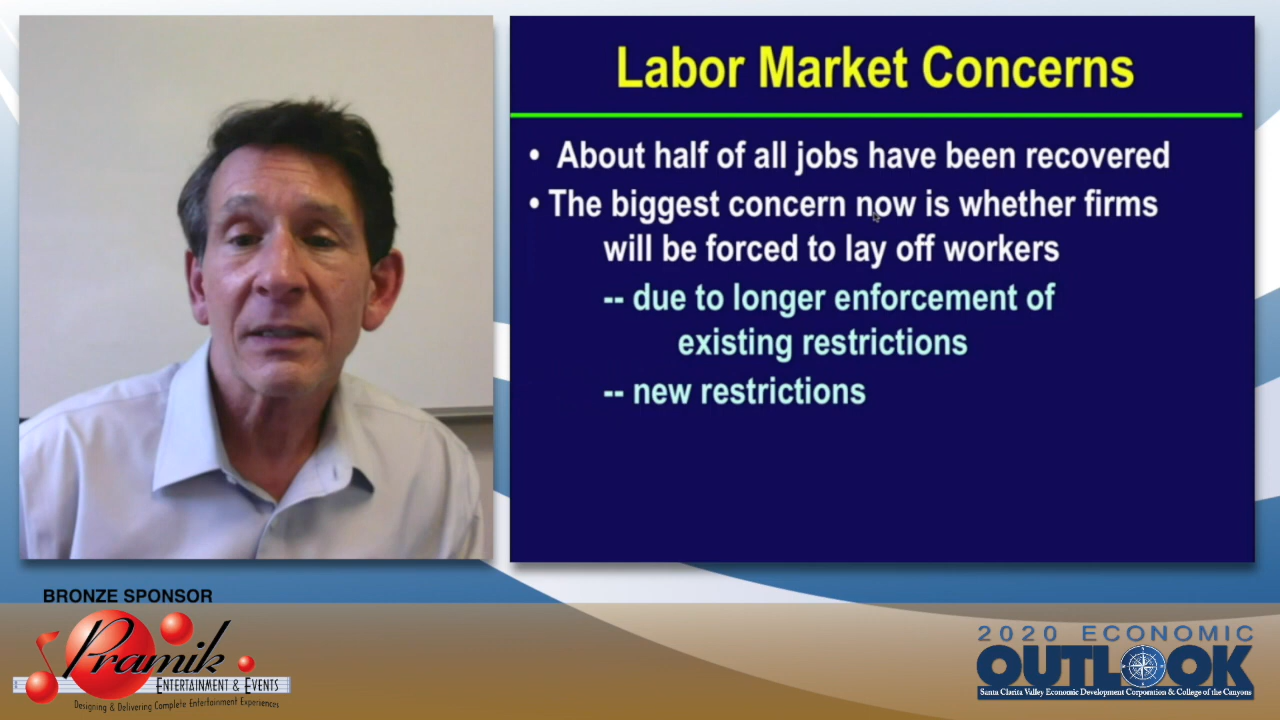 Labor Market Concerns
• About half of all jobs have been recovered
• The biggest concern now is whether firms
will be forced to lay off workers
-- due to longer enforcement of
existing restrictions
-- new restrictions
BRONZE SPONSOR
Pramik
ENTERTAINMENT & EVENTS
Designing & Delivering Complete Entertainment Experiences
2020 ECONOMIC
OUTLOOK
Santa Clarita Valley Economic Development Corporation & College of the Canyons